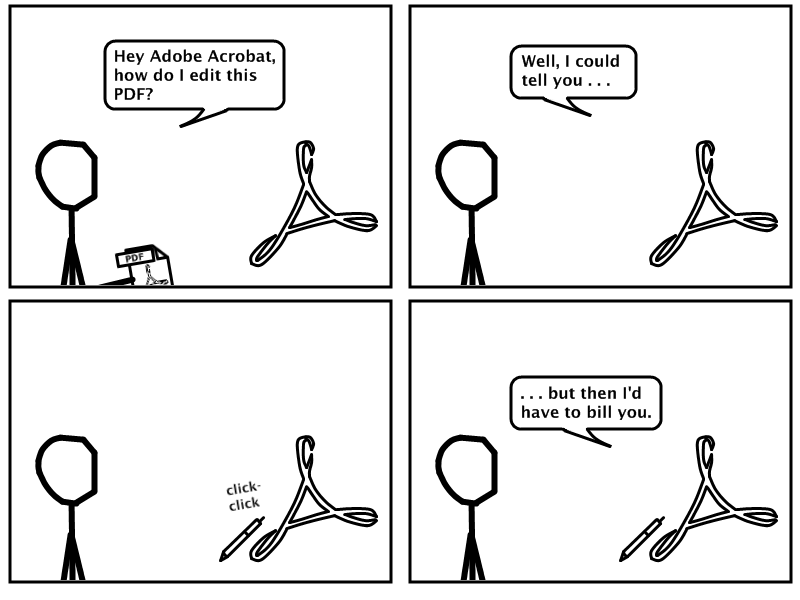 Hey Adobe Acrobat,
how do I edit this
PDF?
PDF
Well, I could
tell you . . .
click-
click
. . . but then I'd
have to bill you.